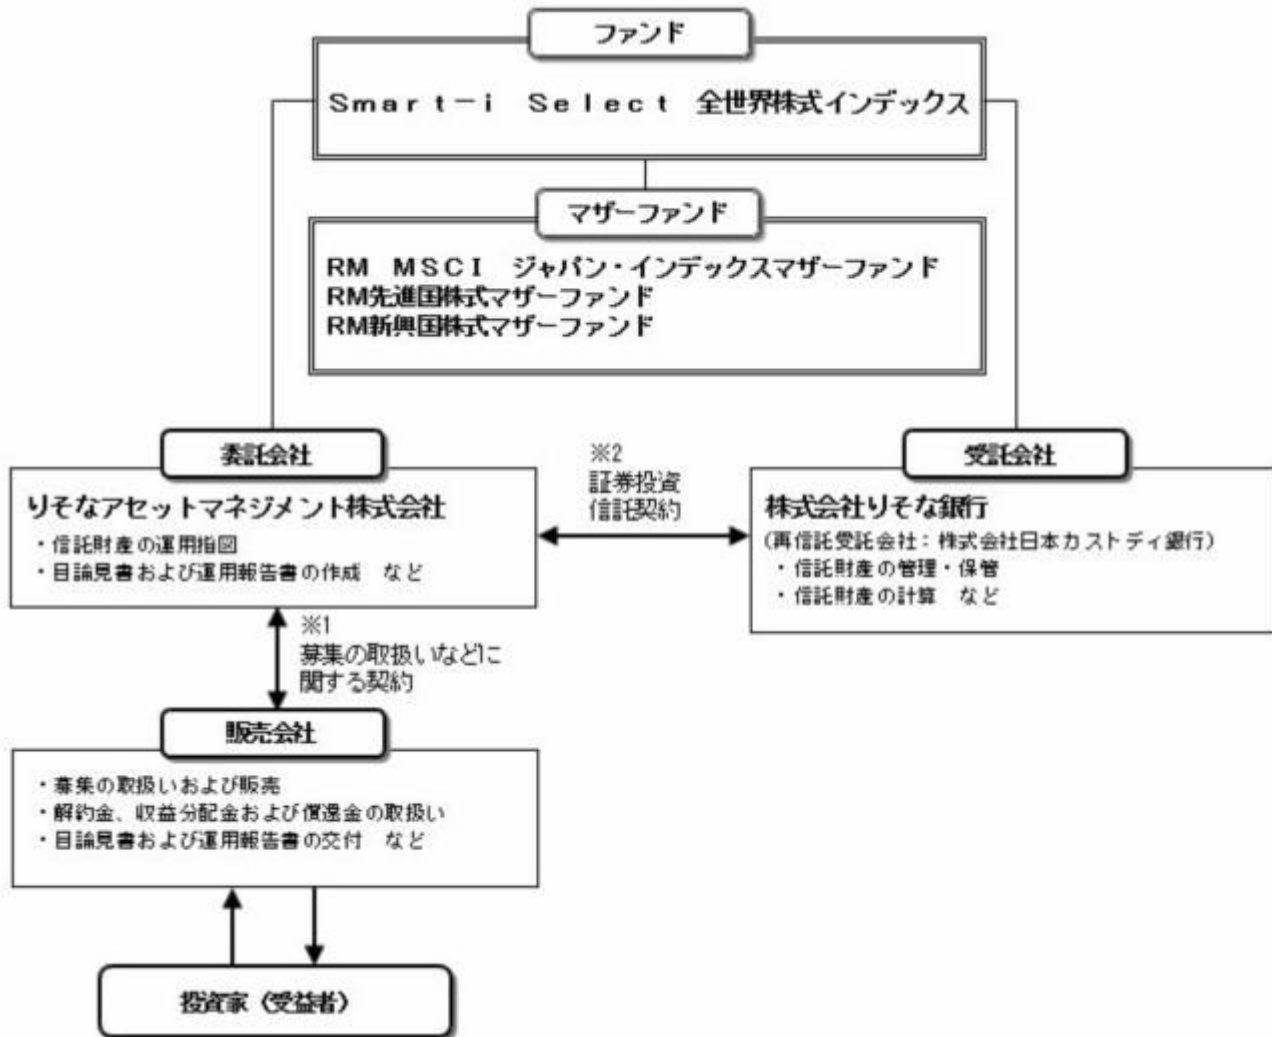 ファンド
Smart－i Select 全世界株式インデックス
マザーファンド
RM MSCI ジャパン・インデックスマザーファンド
RM先進国株式マザーファンド
RM新興国株式マザーファンド
委託会社
りそなアセットマネジメント株式会社
・信託財産の運用指図
・目論見書および運用報告書の作成 など
※2
証券投資
信託契約
受託会社
株式会社りそな銀行
(再信託受託会社：株式会社日本カストディ銀行)
・信託財産の管理・保管
・信託財産の計算 など
※1
募集の取扱いなどに
関する契約
販売会社
・募集の取扱いおよび販売
・解約金、収益分配金および償還金の取扱い
・目論見書および運用報告書の交付 など
投資家（受益者）